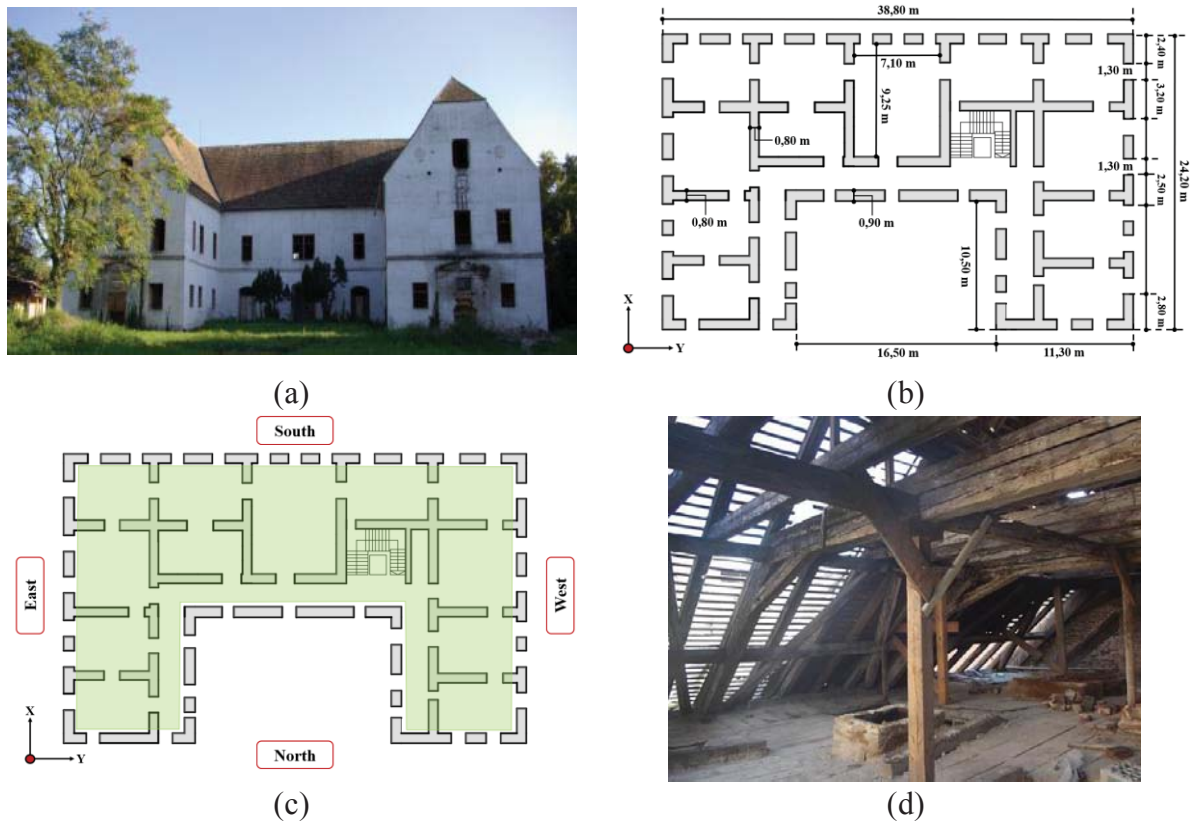 38,80 m
2,40 m
7,10 m
1,30 m
9,25 m
3,20 m
0,80 m
24,20 m
1,30 m
2,50 m
0,80 m
0,90 m
10,50 m
X
Y
2,80 m
16,50 m
11,30 m
(a)
(b)
South
East
West
X
Y
North
(c)
(d)